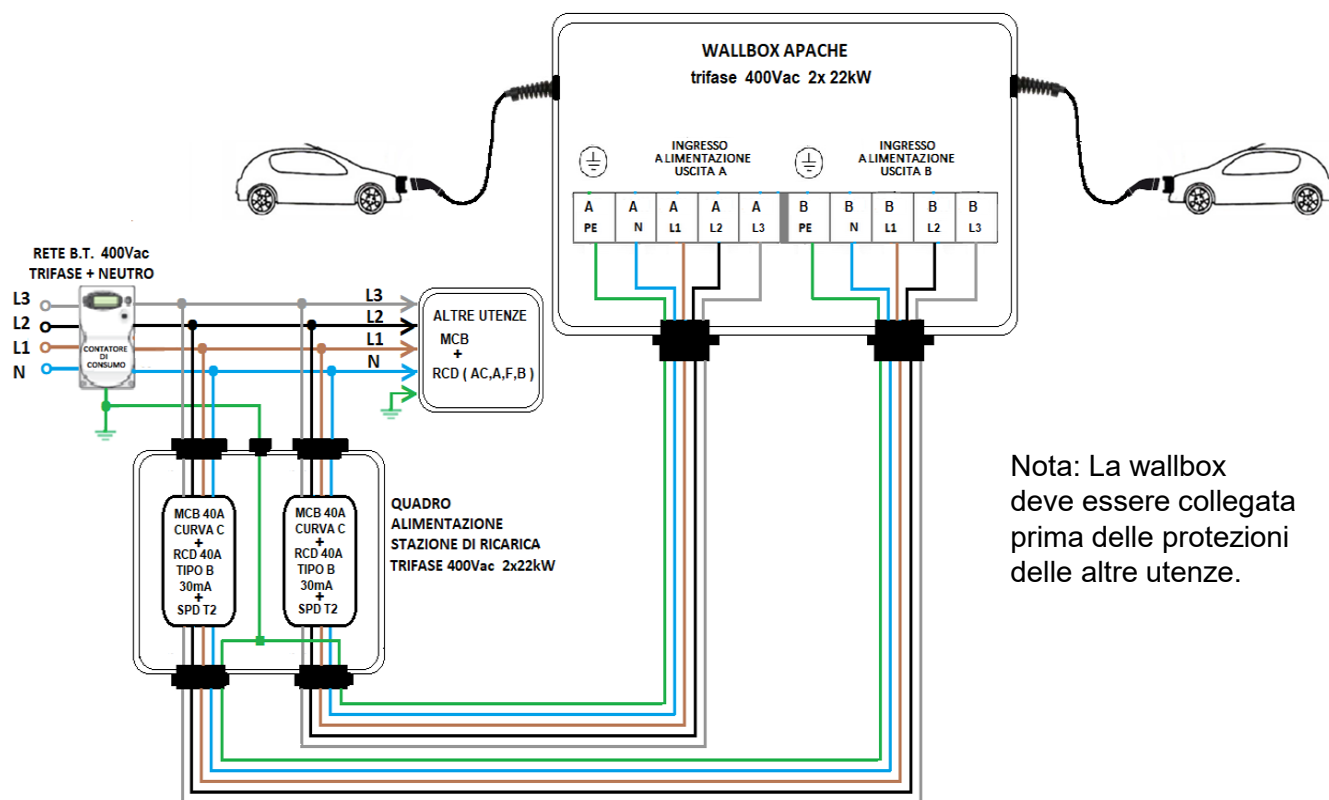 WALLBOX APACHE
trifase 400Vac 2x 22kW
INGRESSO
ALIMENTAZIONE
USCITA A
INGRESSO
ALIMENTAZIONE
USCITA B
A A A A A B B B B B
PE N L1 L2 L3 PE N L1 L2 L3
RETE B.T. 400Vac
TRIFASE + NEUTRO
L3
L2
L1
N
CONTATORE
DI
CONSUMO
L3
L2
L1
N
ALTRE UTENZE
MCB
+
RCD ( AC,A,F,B )
MCB 40A
CURVA C
+
RCD 40A
TIPO B
30mA
+
SPD T2
MCB 40A
CURVA C
+
RCD 40A
TIPO B
30mA
+
SPD T2
QUADRO
ALIMENTAZIONE
STAZIONE DI RICARICA
TRIFASE 400Vac 2x22kW
Nota: La wallbox
deve essere collegata
prima delle protezioni
delle altre utenze.